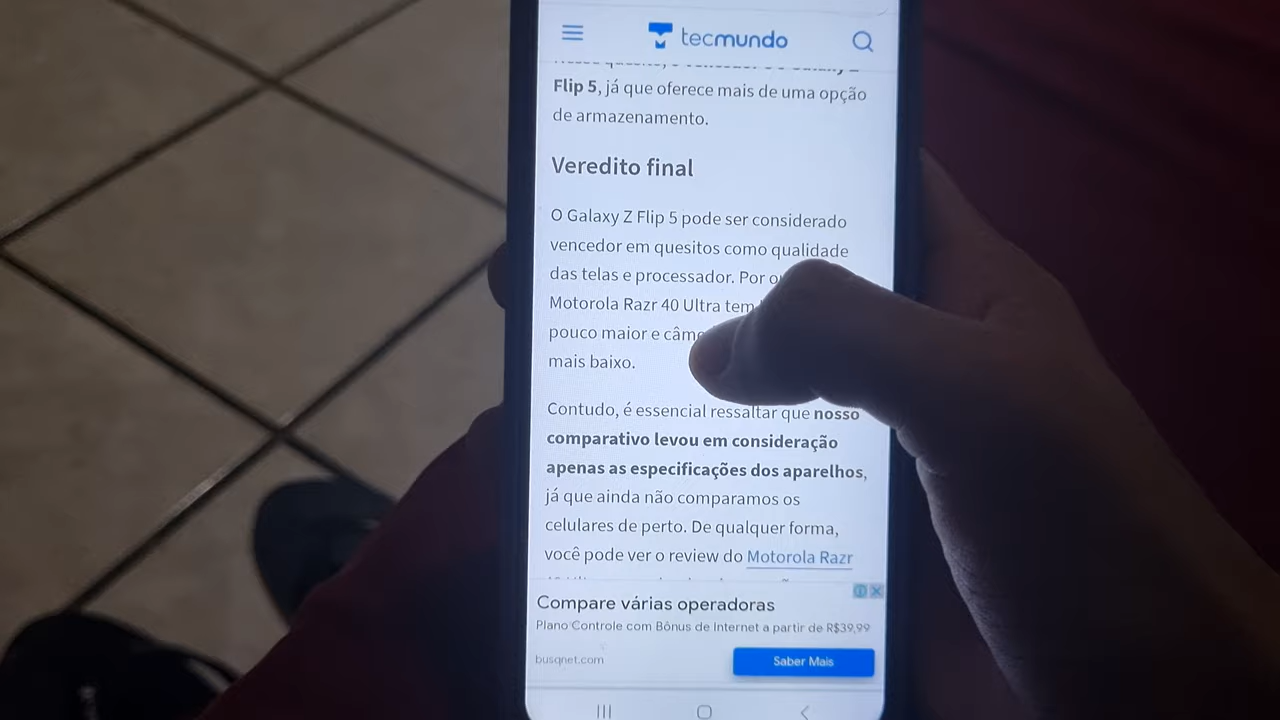 tecmundo
Flip 5, já que oferece mais de uma opção
de armazenamento.
Veredito final
O Galaxy Z Flip 5 pode ser considerado
vencedor em quesitos como qualidade
das telas e processador. Por
Motorola Razr 40 Ultra tem
pouco maior e
mais baixo.
Contudo, é essencial ressaltar que nosso
comparativo levou em consideração
apenas as especificações dos aparelhos,
já que ainda não comparamos os
celulares de perto. De qualquer forma,
você pode ver o review do Motorola Razr
Compare várias operadoras
Plano Controle com Bônus de Internet a partir de R$39,99
busqnet.com
Saber Mais